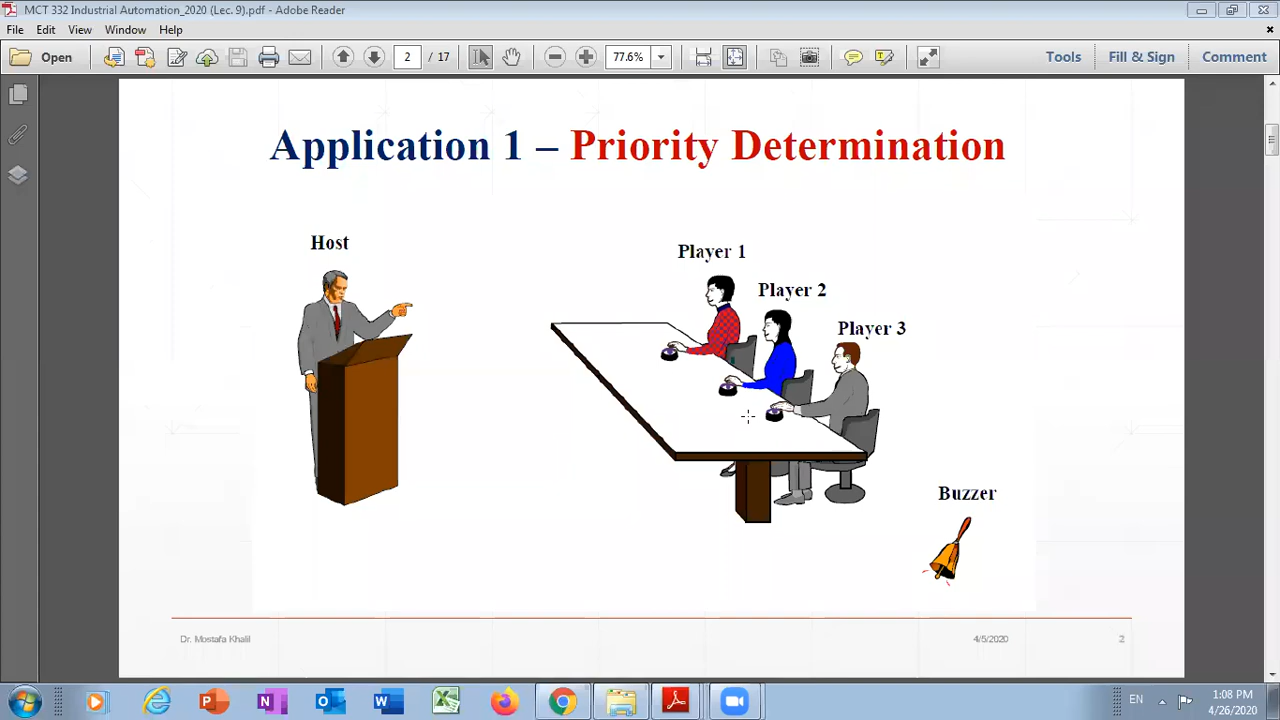 MCT 332 Industrial Automation_2020 (Lec. 9).pdf - Adobe Reader
File Edit View Window Help
Open 2 / 17 77.6% Tools Fill & Sign Comment
Application 1 – Priority Determination
Host
Player 1
Player 2
Player 3
Buzzer
Dr. Mostafa Khalil 4/5/2020 2
EN 1:08 PM
4/26/2020